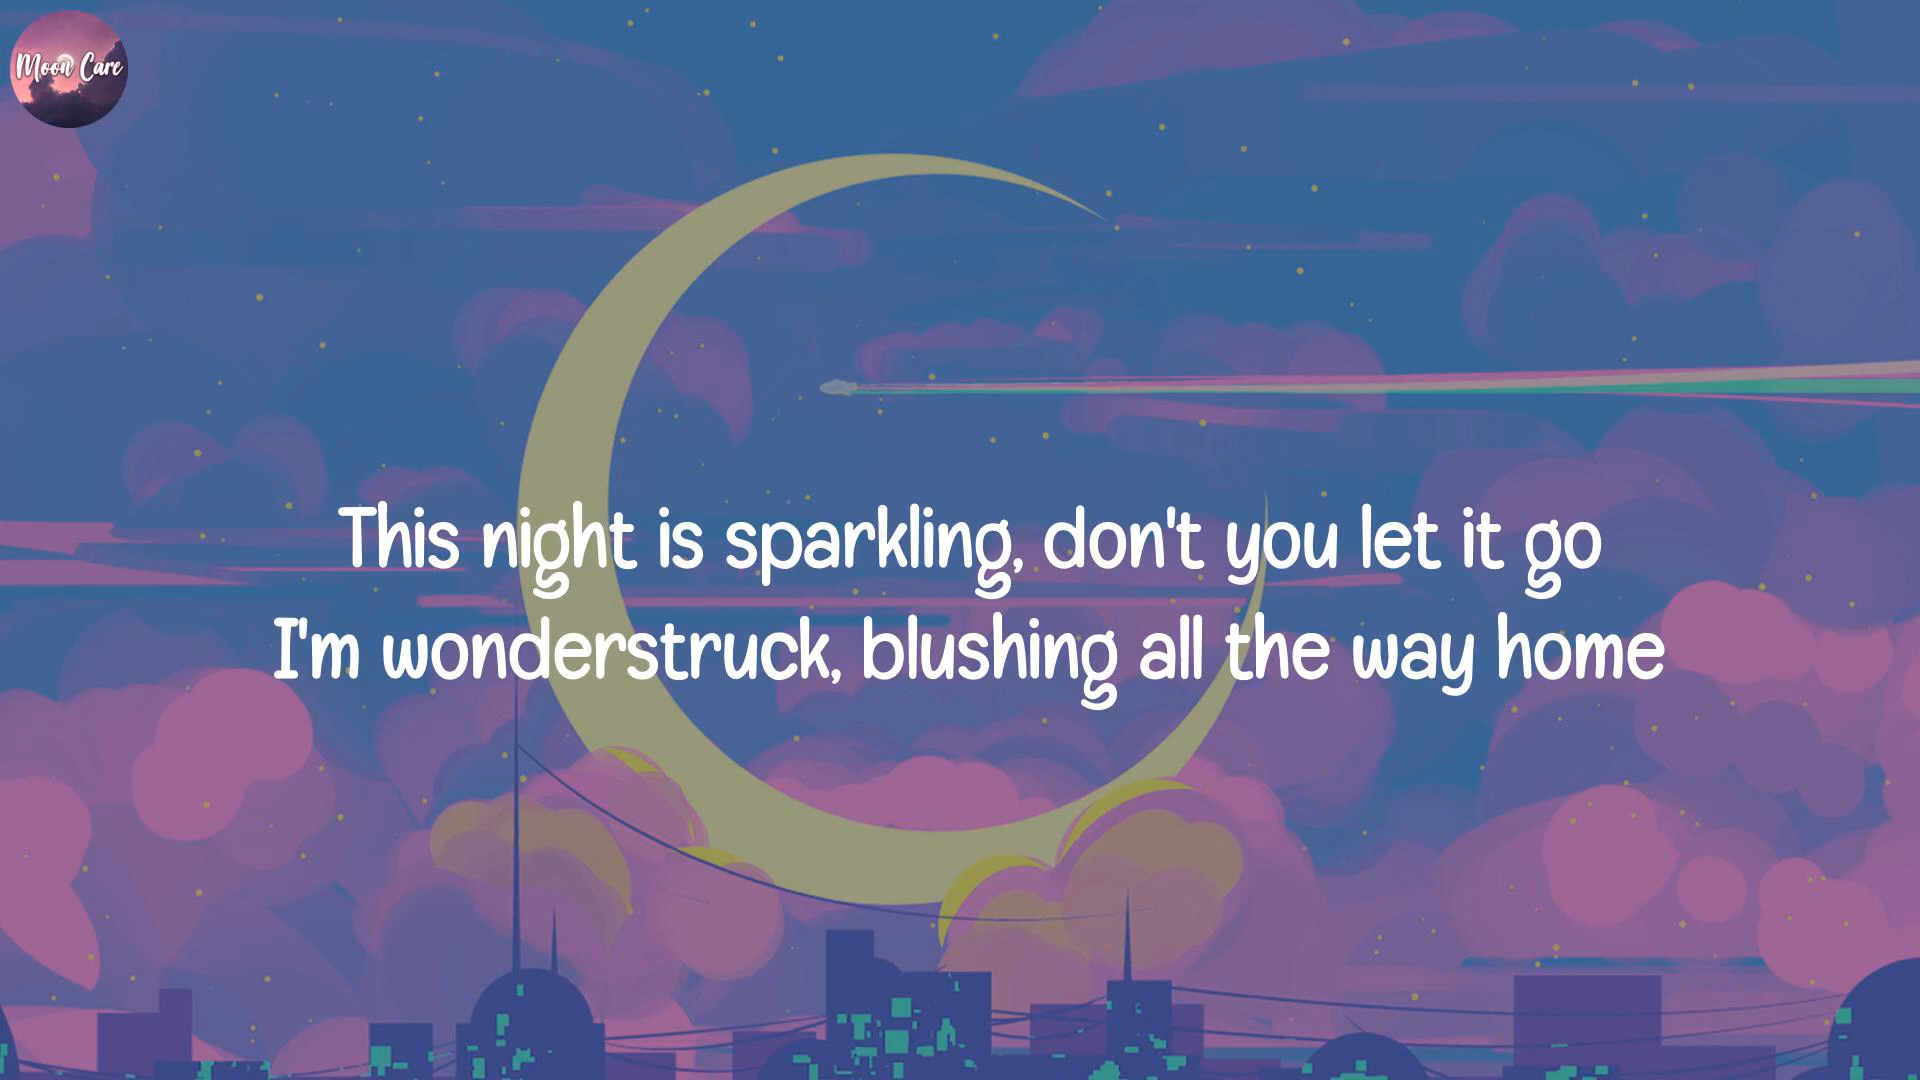 Moon Care
This night is sparkling, don't you let it go
I'm wonderstruck, blushing all the way home